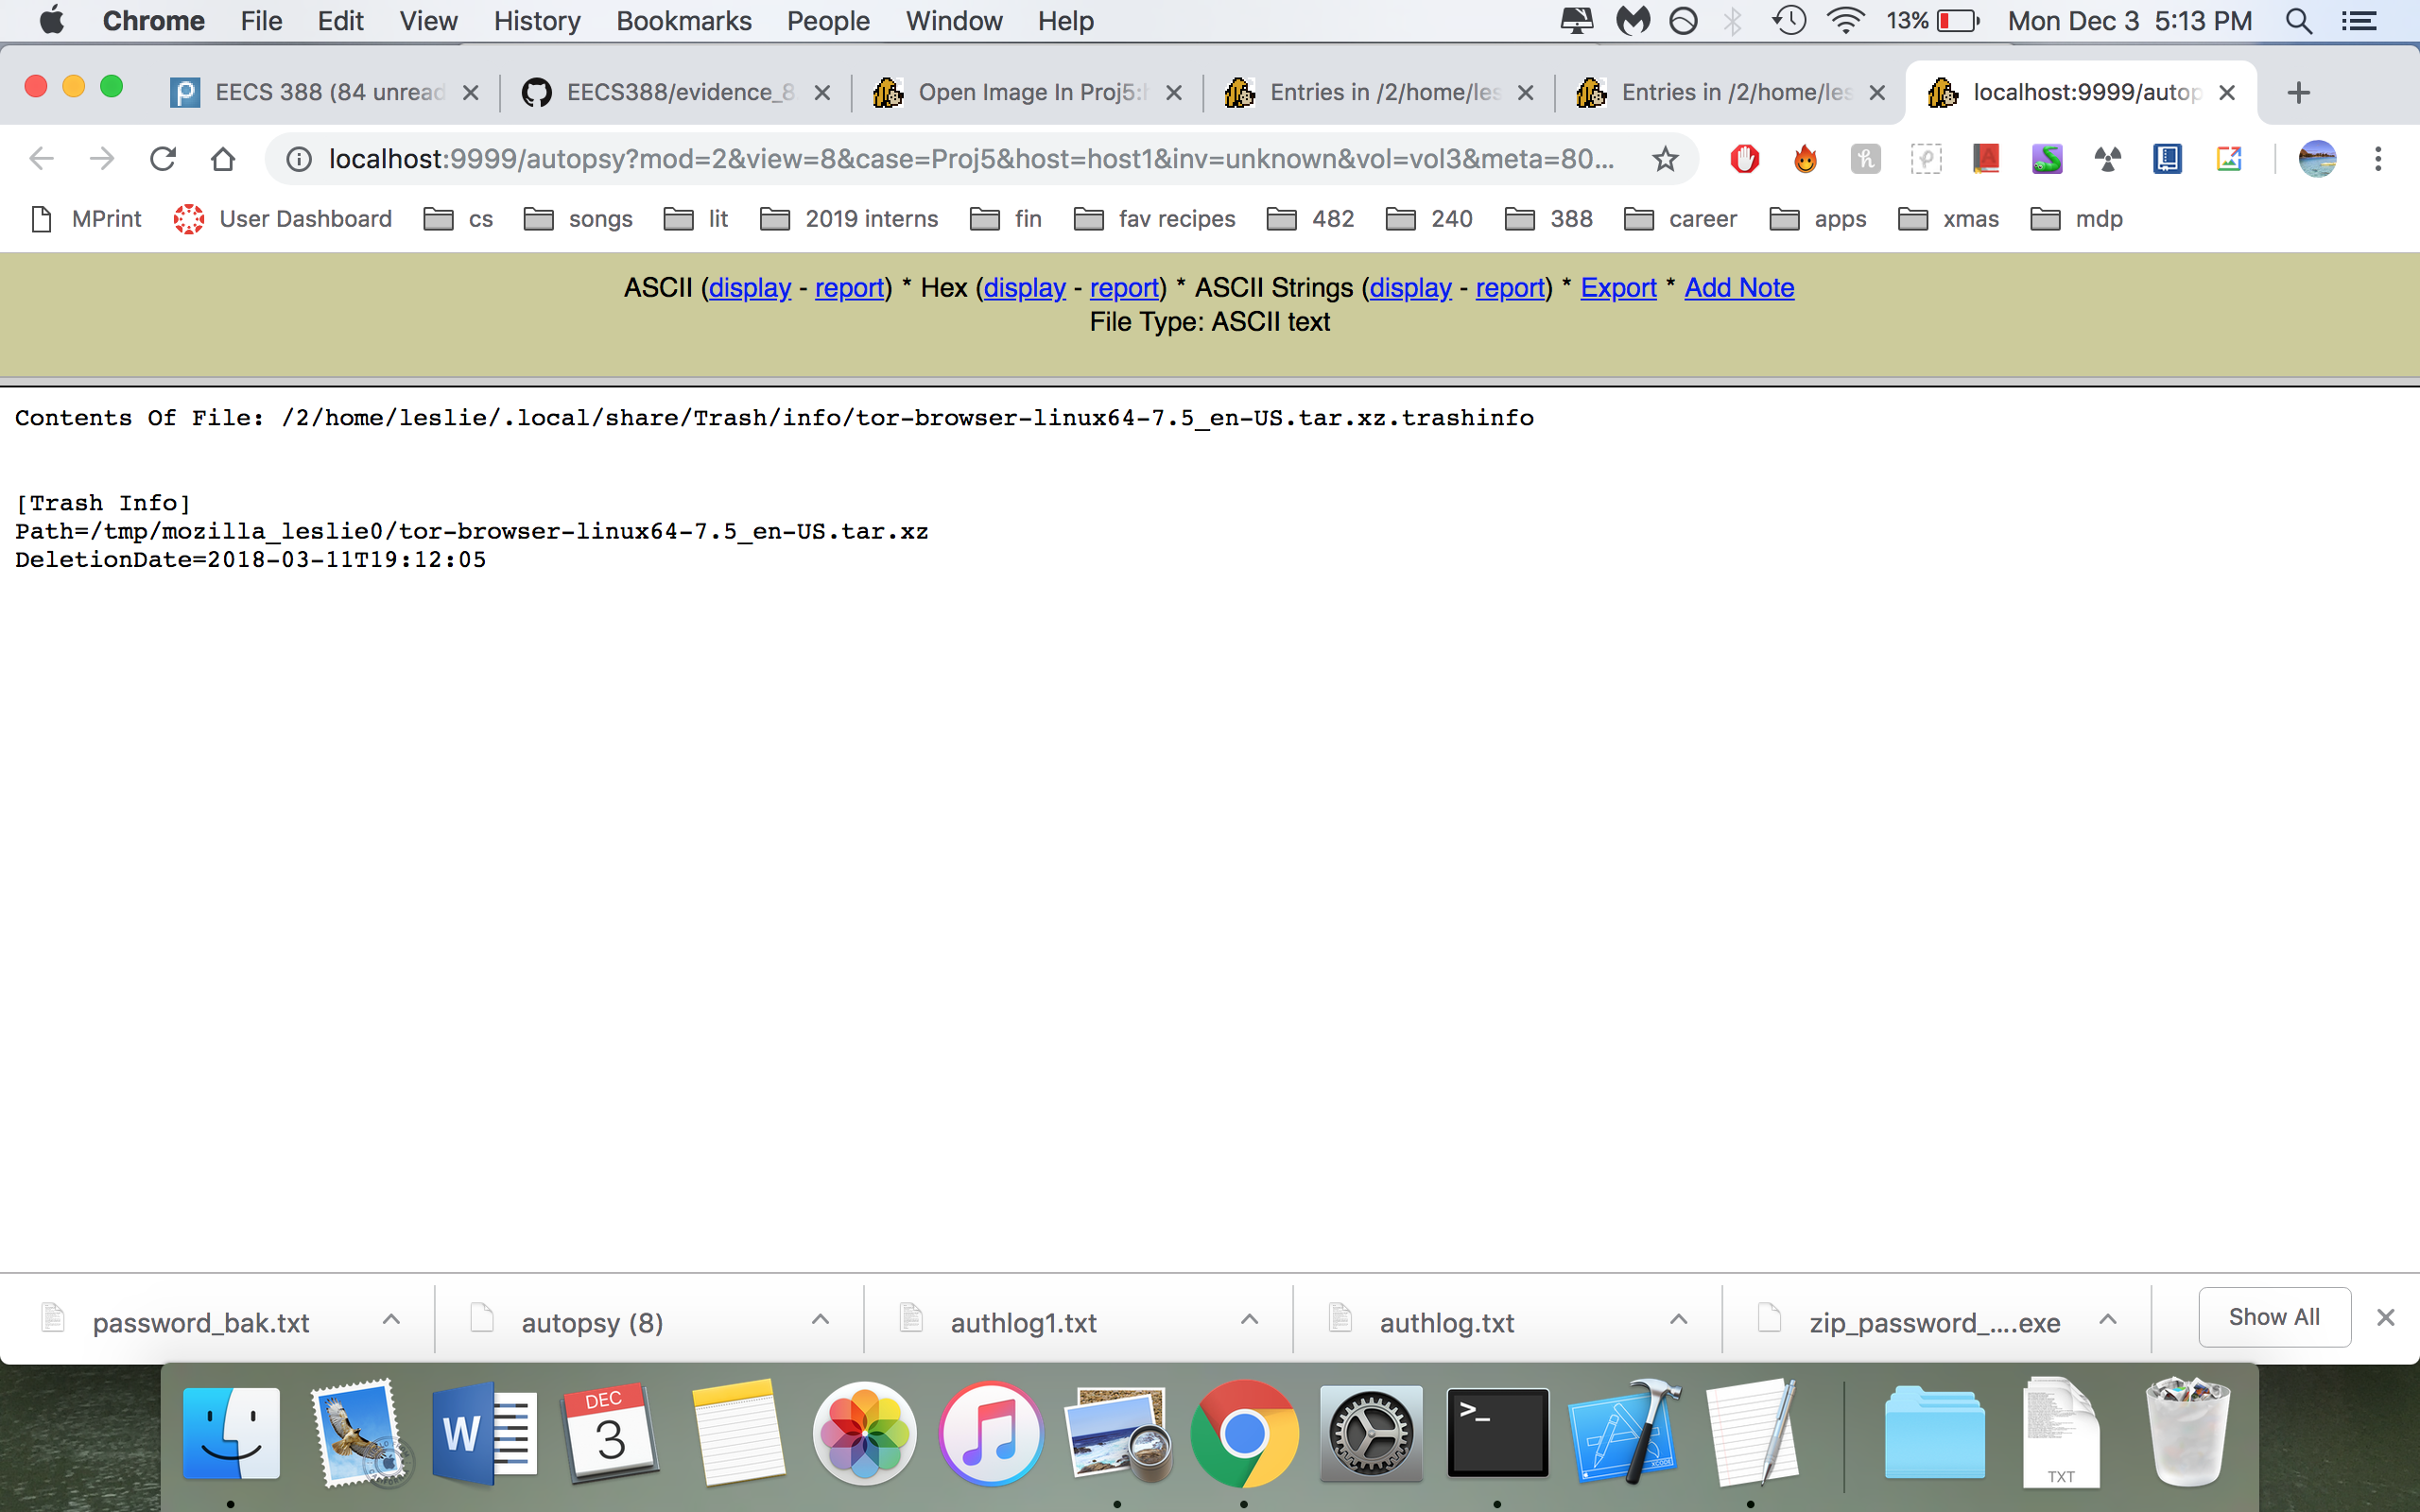 Chrome File Edit View History Bookmarks People Window Help 13% Mon Dec 3 5:13 PM
EECS 388 (84 unread EECS388/evidence_8 Open Image In Proj5: Entries in /2/home/les Entries in /2/home/les localhost:9999/autop
localhost:9999/autopsy?mod=2&view=8&case=Proj5&host=host1&inv=unknown&vol=vol3&meta=80...
MPrint User Dashboard cs songs lit 2019 interns fin fav recipes 482 240 388 career apps xmas mdp
ASCII (display - report) * Hex (display - report) * ASCII Strings (display - report) * Export * Add Note
File Type: ASCII text
Contents Of File: /2/home/leslie/.local/share/Trash/info/tor-browser-linux64-7.5_en-US.tar.xz.trashinfo
[Trash Info]
Path=/tmp/mozilla_leslie0/tor-browser-linux64-7.5_en-US.tar.xz
DeletionDate=2018-03-11T19:12:05
password_bak.txt autopsy (8) authlog1.txt authlog.txt zip_password_....exe Show All
W DEC
3 >_
TXT